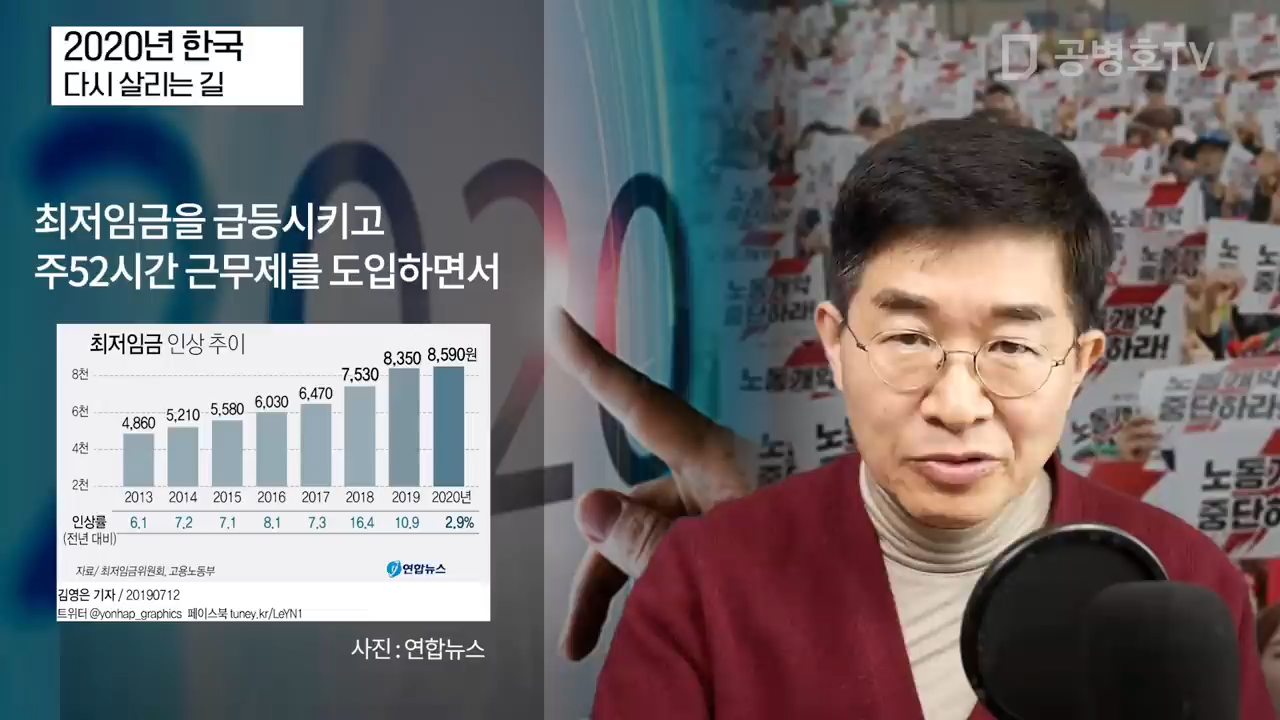 2020년 한국
다시 살리는 길
공병호TV
최저임금을 급등시키고
주52시간 근무제를 도입하면서
최저임금 인상 추이
8천
6천
4천
2천
4,860
5,210
5,580
6,030
6,470
7,530
8,350
8,590원
2013 2014 2015 2016 2017 2018 2019 2020년
인상률 6.1 7.2 7.1 8.1 7.3 16.4 10.9 2.9%
(전년 대비)
자료/ 최저임금위원회, 고용노동부
연합뉴스
김영은 기자 / 20190712
트위터 @yonhap_graphics 페이스북 tuney.kr/LeYN1
사진 : 연합뉴스
노동개악
중단하라!
노동개악
중단하라!